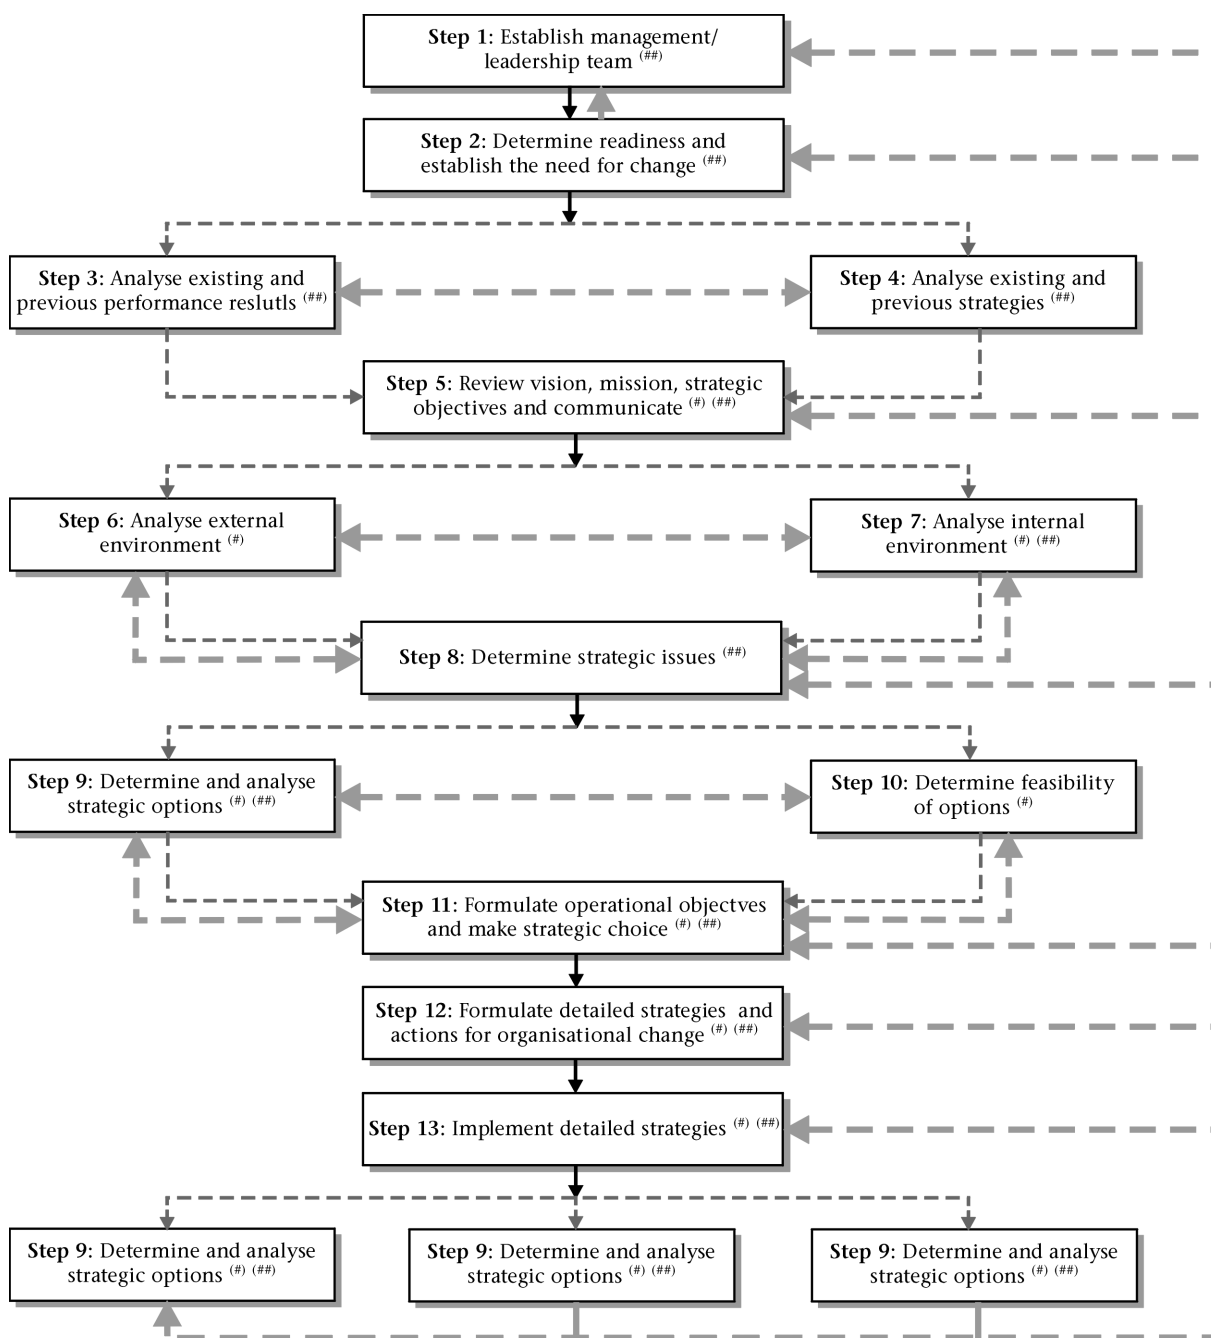 Step 1: Establish management/
leadership team (##)
Step 2: Determine readiness and
establish the need for change (##)
Step 3: Analyse existing and
previous performance reslutls (##)
Step 4: Analyse existing and
previous strategies (##)
Step 5: Review vision, mission, strategic
objectives and communicate (#) (##)
Step 6: Analyse external
environment (#)
Step 7: Analyse internal
environment (#) (##)
Step 8: Determine strategic issues (##)
Step 9: Determine and analyse
strategic options (#) (##)
Step 10: Determine feasibility
of options (#)
Step 11: Formulate operational objectves
and make strategic choice (#) (##)
Step 12: Formulate detailed strategies and
actions for organisational change (#) (##)
Step 13: Implement detailed strategies (#) (##)
Step 9: Determine and analyse
strategic options (#) (##)
Step 9: Determine and analyse
strategic options (#) (##)
Step 9: Determine and analyse
strategic options (#) (##)